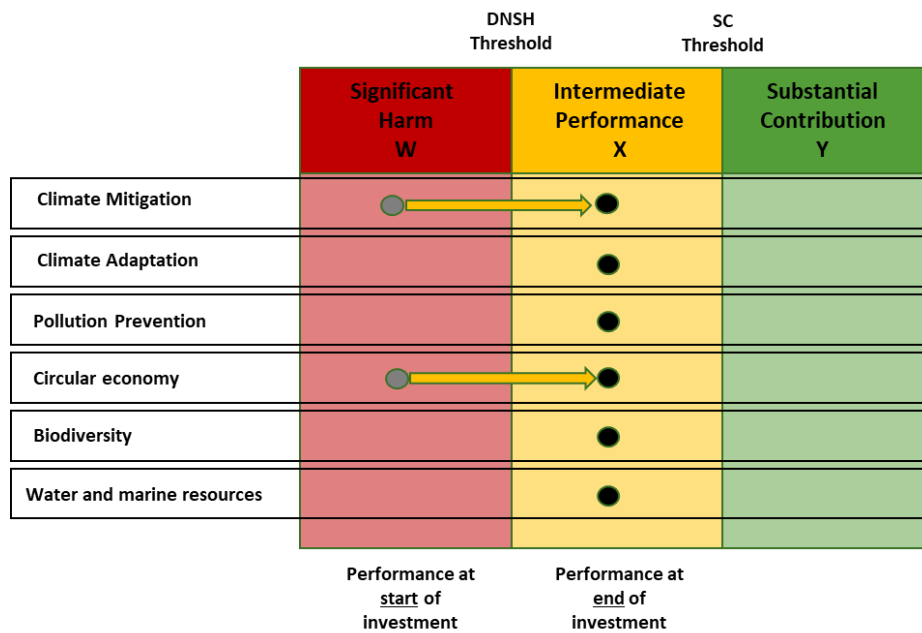 DNSH
Threshold
SC
Threshold
Significant
Harm
W
Intermediate
Performance
X
Substantial
Contribution
Y
Climate Mitigation
Climate Adaptation
Pollution Prevention
Circular economy
Biodiversity
Water and marine resources
Performance at
start of
investment
Performance at
end of
investment